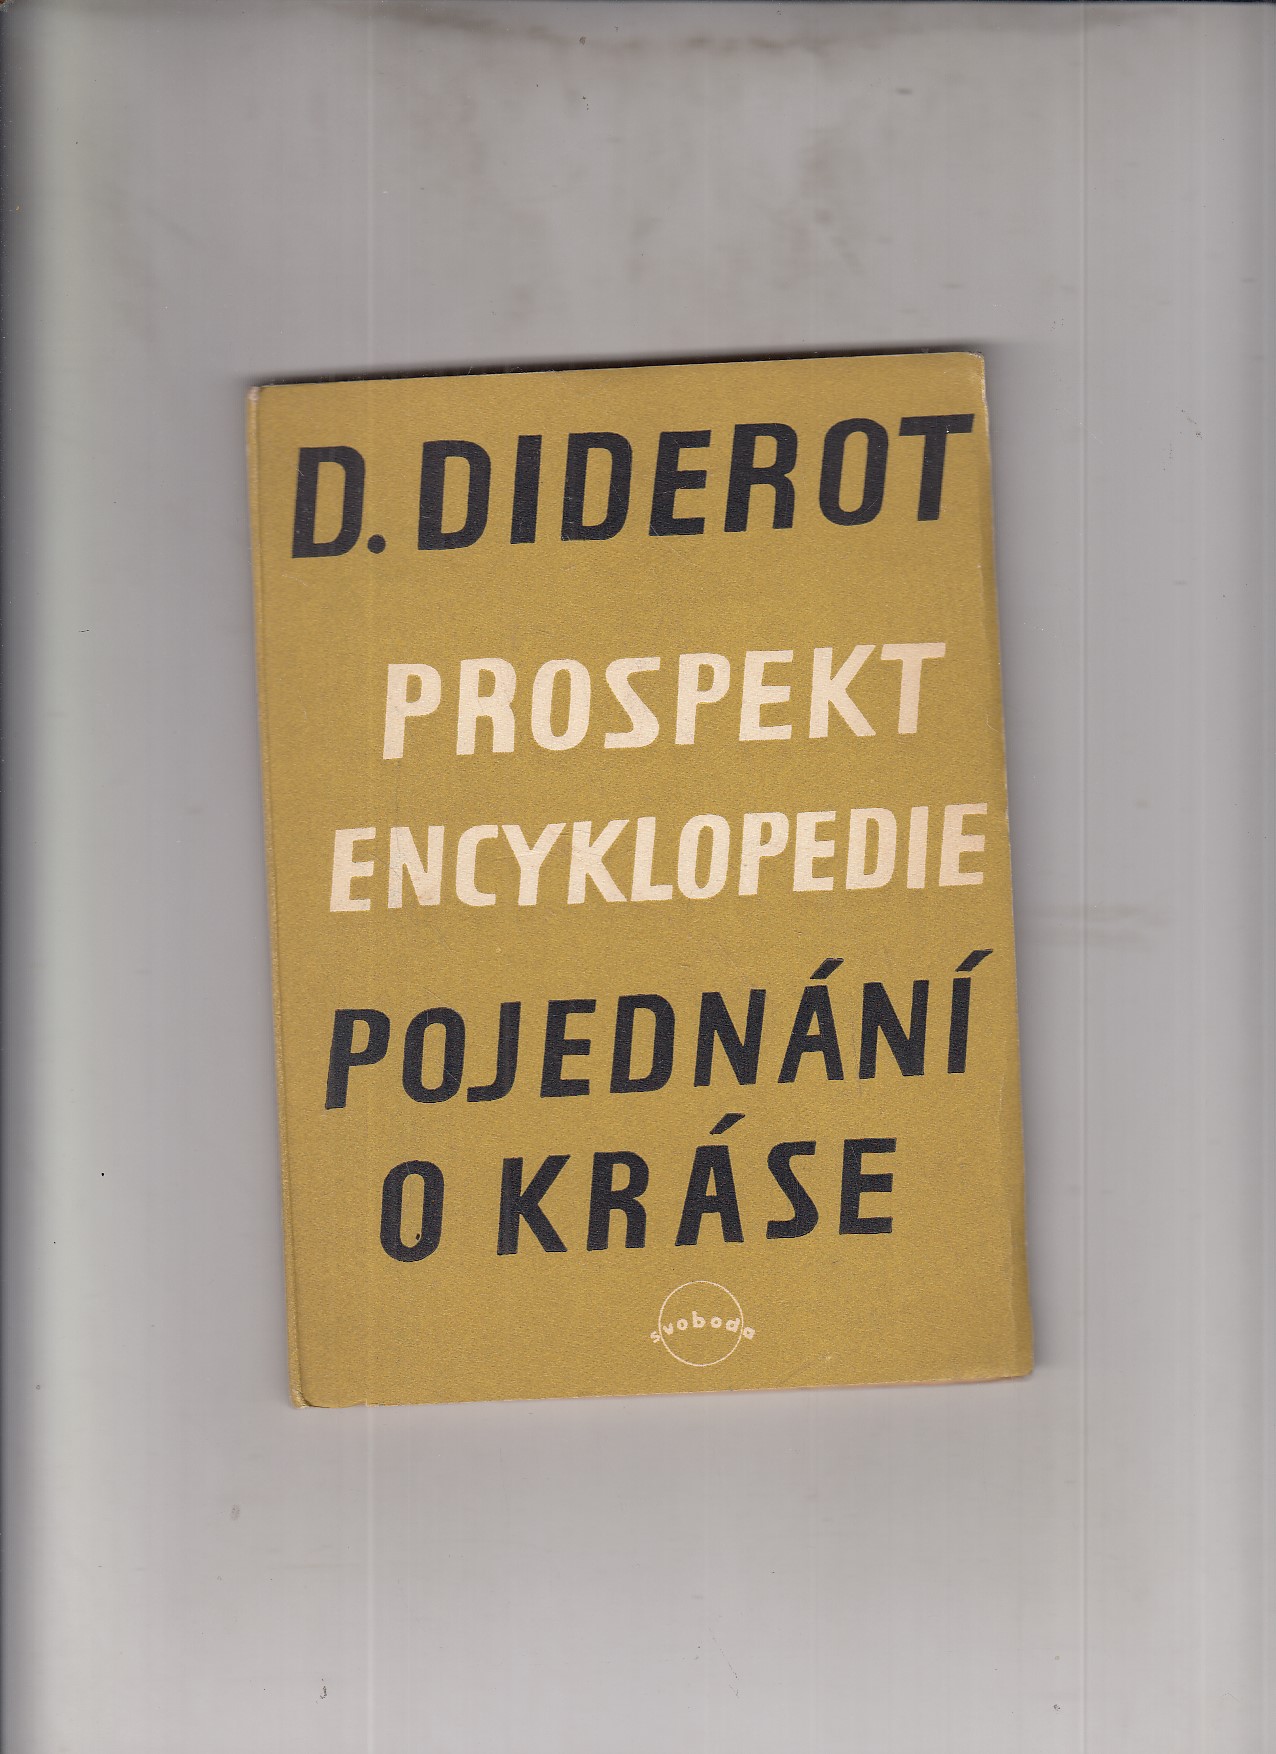 D. DIDEROT
PROSPEKT
ENCYKLOPEDIE
POJEDNÁNÍ
O KRÁSE
svoboda